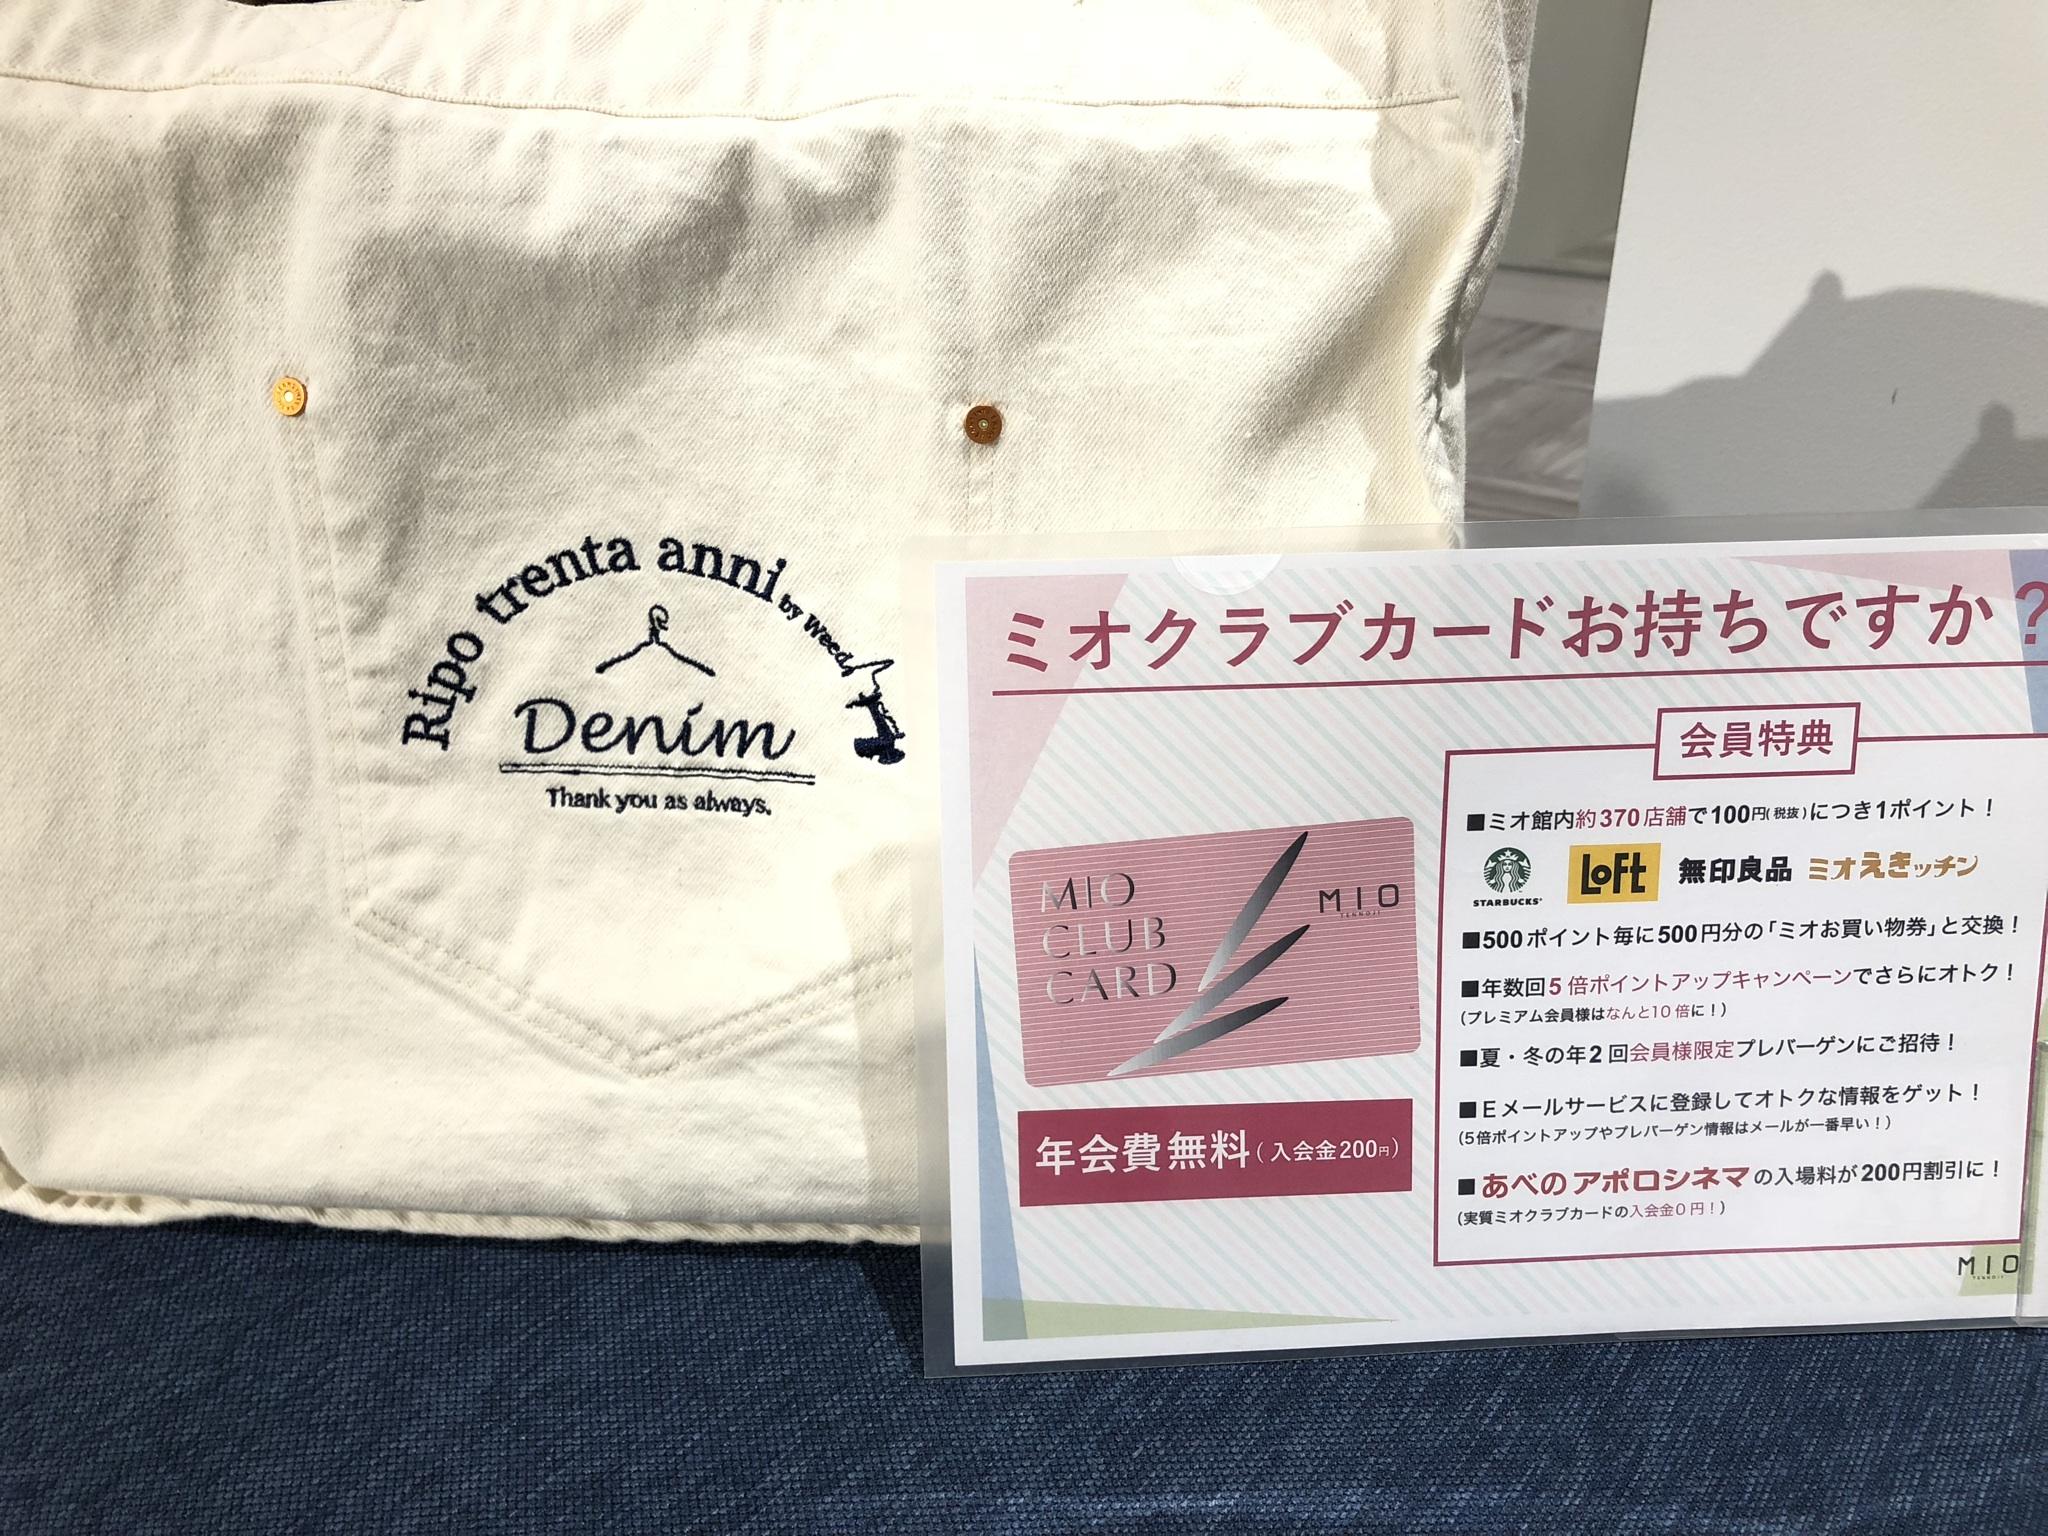 Ripo trenta anni by Weed
Denim
Thank you as always.
ミオクラブカードお持ちですか?
会員特典
■ミオ館内約370店舗で100円(税抜)につき1ポイント!
STARBUCKS
LOFT
無印良品
ミオえきッチン
■500ポイント毎に500円分の「ミオお買い物券」と交換!
■年数回5倍ポイントアップキャンペーンでさらにオトク!
(プレミアム会員様はなんと10倍に!)
■夏・冬の年2回会員様限定プレバーゲンにご招待!
■Eメールサービスに登録してオトクな情報をゲット!
(5倍ポイントアップやプレバーゲン情報はメールが一番早い!)
■あべのアポロシネマの入場料が200円割引に!
(実質ミオクラブカードの入会金0円!)
MIO
CLUB
CARD
MIO
TENNOJI
年会費無料(入会金200円)
MIO
TENNOJI